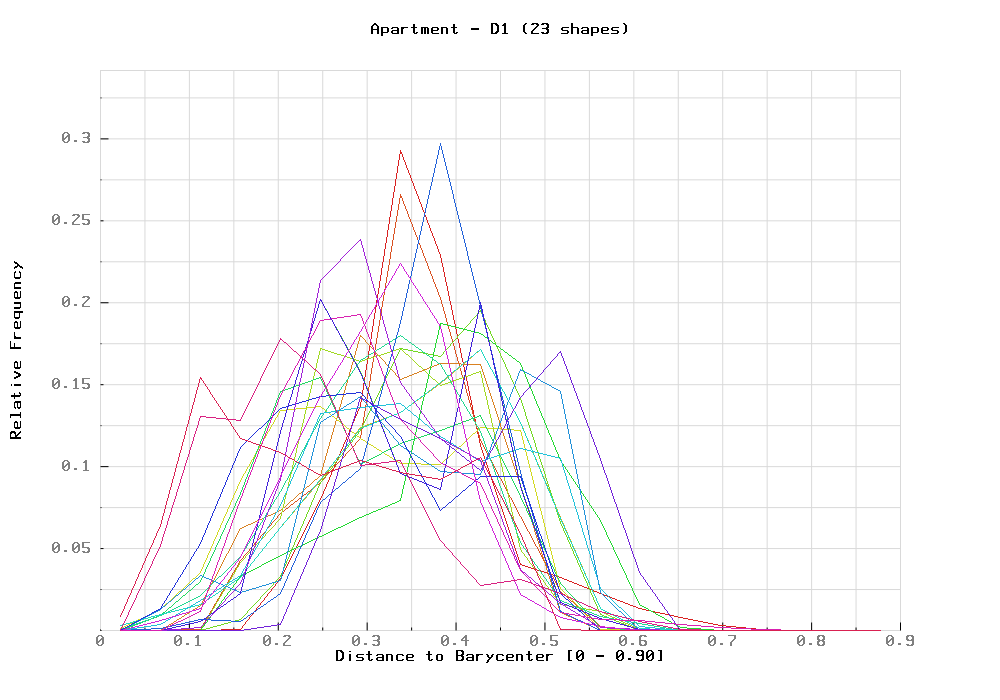 Apartment - D1 (23 shapes)
Relative Frequency
0.3
0.25
0.2
0.15
0.1
0.05
0 0.1 0.2 0.3 0.4 0.5 0.6 0.7 0.8 0.9
Distance to Barycenter [0 - 0.90]